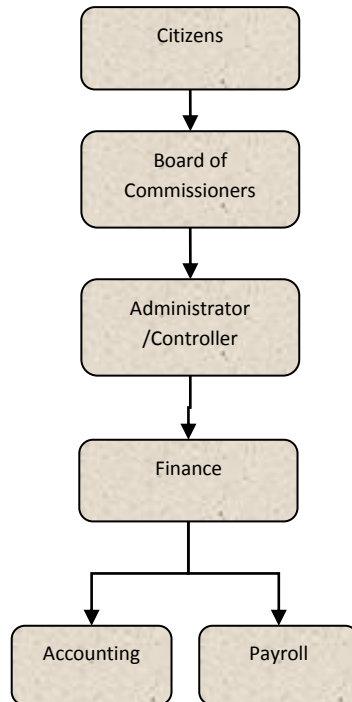 Citizens
Board of
Commissioners
Administrator
/Controller
Finance
Accounting
Payroll